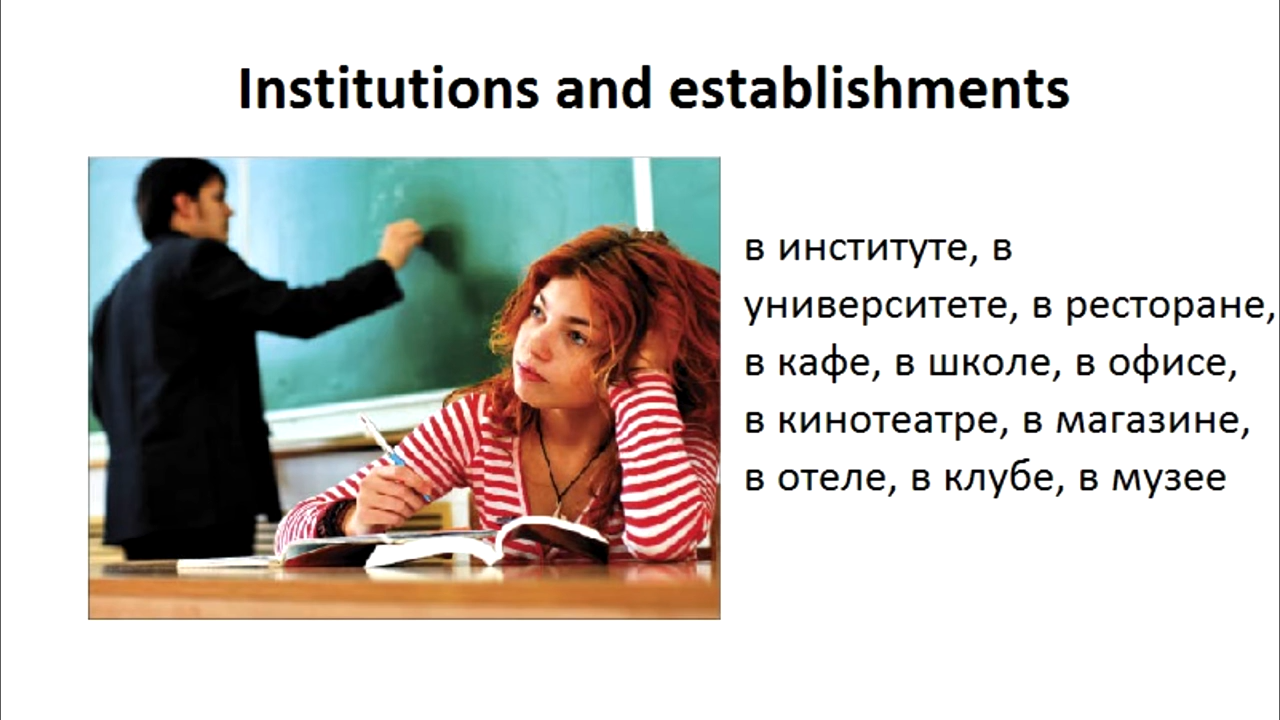 Institutions and establishments
в институте, в
университете, в ресторане,
в кафе, в школе, в офисе,
в кинотеатре, в магазине,
в отеле, в клубе, в музее